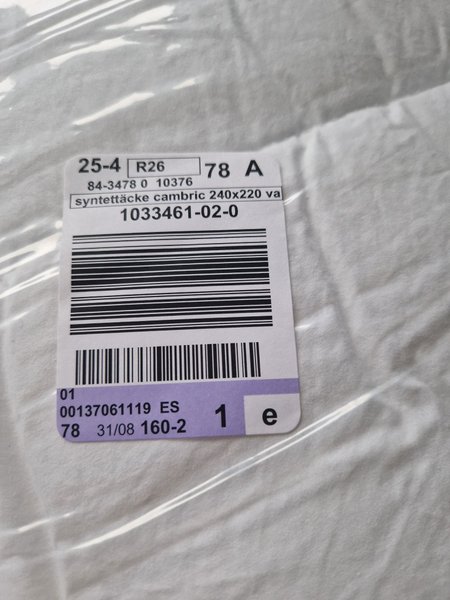 25-4 R26 78 A
84-3478 0 10376
syntettäcke cambric 240x220 va
1033461-02-0
01
00137061119 ES
78 31/08 160-2 1 e